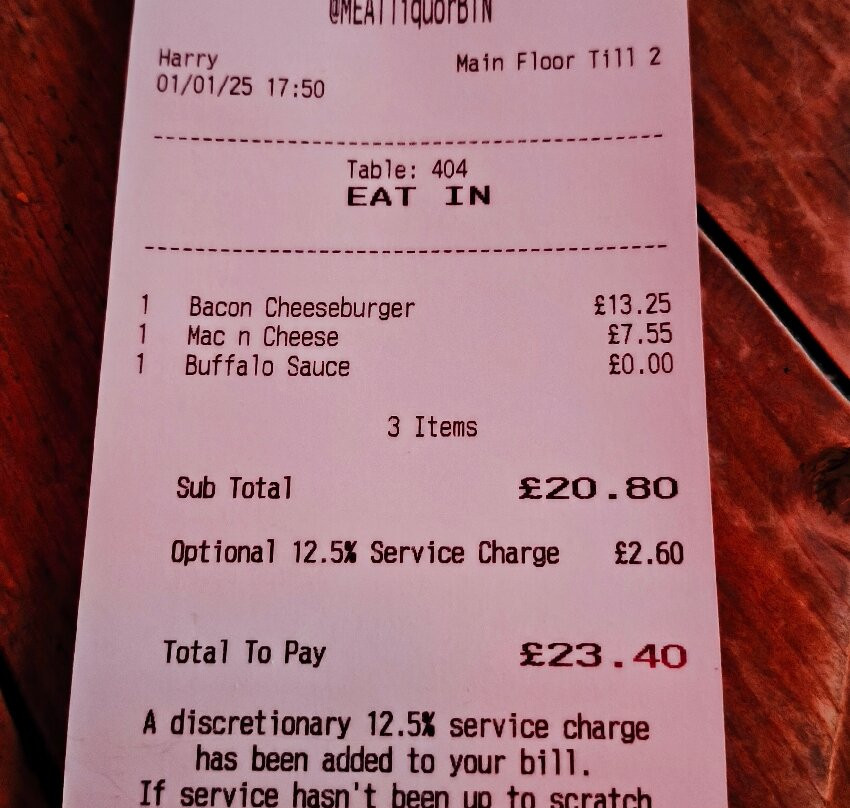 @MEATliquorBTN
Harry Main Floor Till 2
01/01/25 17:50
Table: 404
EAT IN
1 Bacon Cheeseburger £13.25
1 Mac n Cheese £7.55
1 Buffalo Sauce £0.00
3 Items
Sub Total £20.80
Optional 12.5% Service Charge £2.60
Total To Pay £23.40
A discretionary 12.5% service charge
has been added to your bill.
If service hasn't been up to scratch